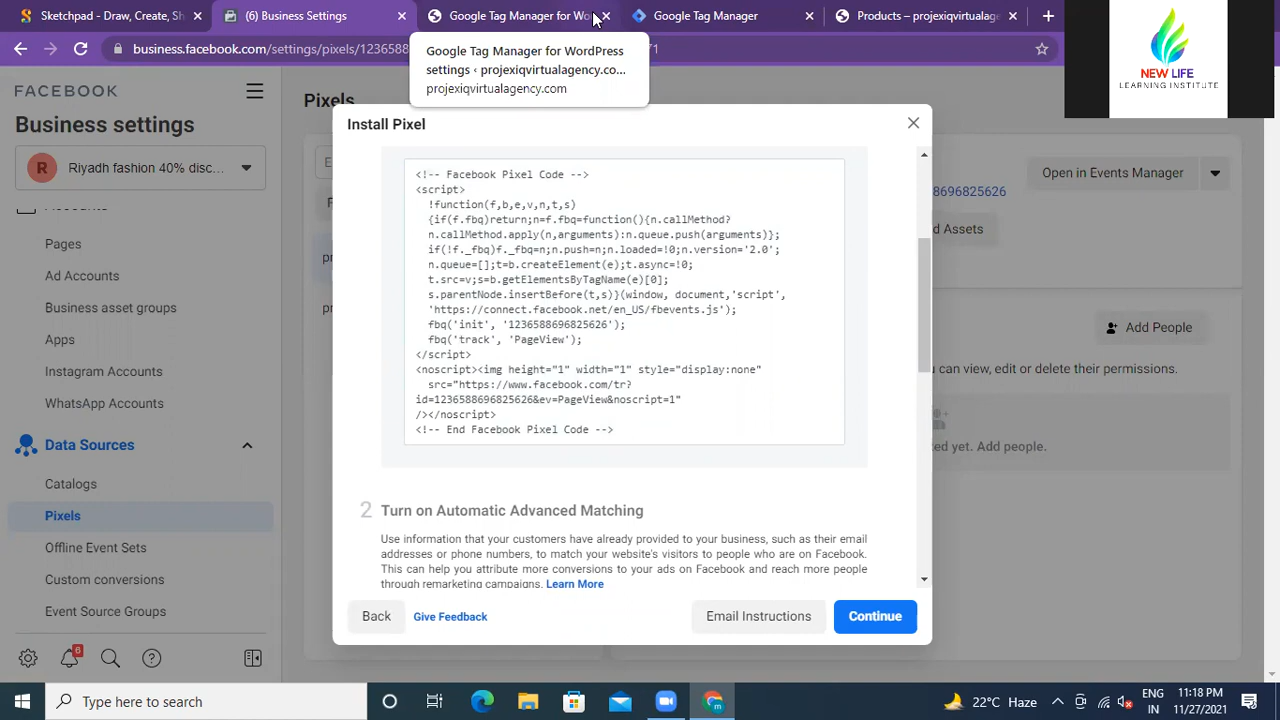 Sketchpad - Draw, Create, Sh
(6) Install Pixel
Google Tag Manager for Wo
Google Tag Manager
Products – projexiqvirtualage
business.facebook.com/settings/pixels/1236588
71
Google Tag Manager for WordPress
settings ‹ projexiqvirtualagency.co...
projexiqvirtualagency.com
NEW LIFE
LEARNING INSTITUTE
FACEBOOK
Business settings
R
Riyadh fashion 40% disc...
Pages
Ad Accounts
Business asset groups
Apps
Instagram Accounts
WhatsApp Accounts
Data Sources
Catalogs
Pixels
Offline Event Sets
Custom conversions
Event Source Groups
6
Pixels
Open in Events Manager
8696825626
d Assets
Add People
u can view, edit or delete their permissions.
ted yet. Add people.
Install Pixel
<!-- Facebook Pixel Code -->
<script>
!function(f,b,e,v,n,t,s)
{if(f.fbq)return;n=f.fbq=function(){n.callMethod?
n.callMethod.apply(n,arguments):n.queue.push(arguments)};
if(!f._fbq)f._fbq=n;n.push=n;n.loaded=!0;n.version='2.0';
n.queue=[];t=b.createElement(e);t.async=!0;
t.src=v;s=b.getElementsByTagName(e)[0];
s.parentNode.insertBefore(t,s)}(window, document,'script',
'https://connect.facebook.net/en_US/fbevents.js');
fbq('init', '1236588696825626');
fbq('track', 'PageView');
</script>
<noscript><img height="1" width="1" style="display:none"
src="https://www.facebook.com/tr?
id=1236588696825626&ev=PageView&noscript=1"
/></noscript>
<!-- End Facebook Pixel Code -->
2 Turn on Automatic Advanced Matching
Use information that your customers have already provided to your business, such as their email
addresses or phone numbers, to match your website's visitors to people who are on Facebook.
This can help you attribute more conversions to your ads on Facebook and reach more people
through remarketing campaigns. Learn More
Back
Give Feedback
Email Instructions
Continue
Type here to search
22°C Haze
ENG
IN
11:18 PM
11/27/2021